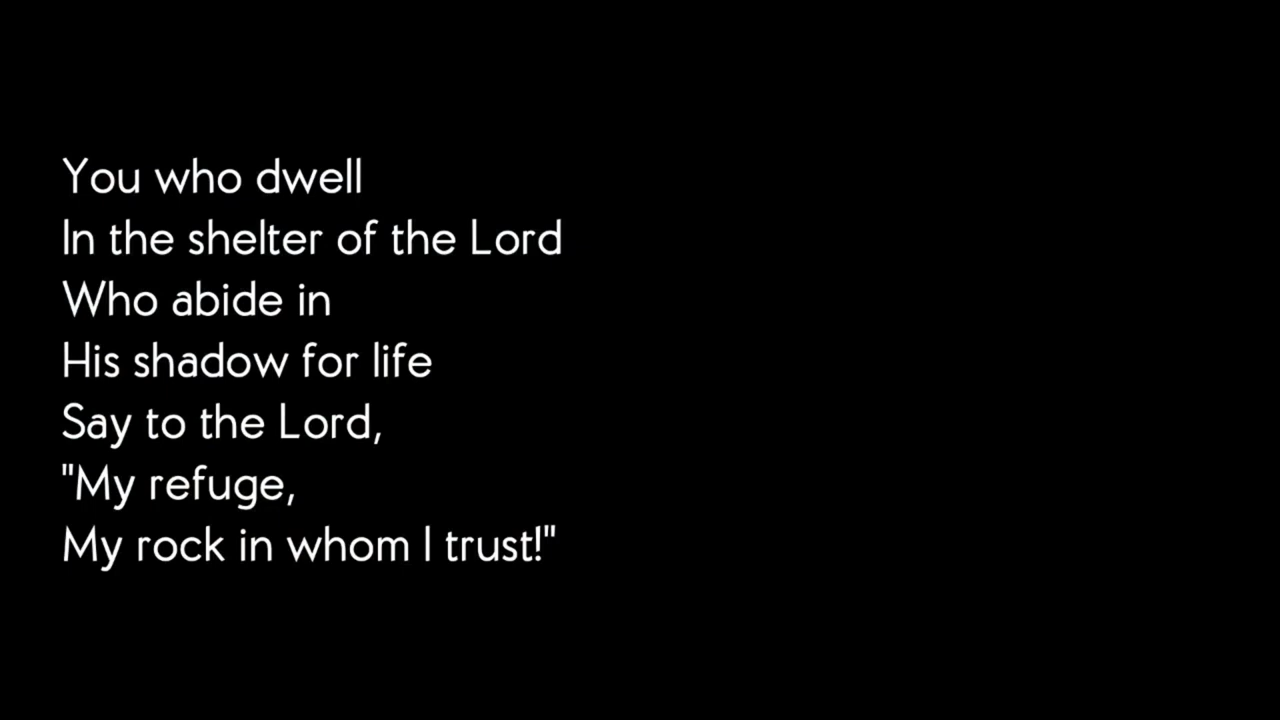 You who dwell
In the shelter of the Lord
Who abide in
His shadow for life
Say to the Lord,
"My refuge,
My rock in whom I trust!"